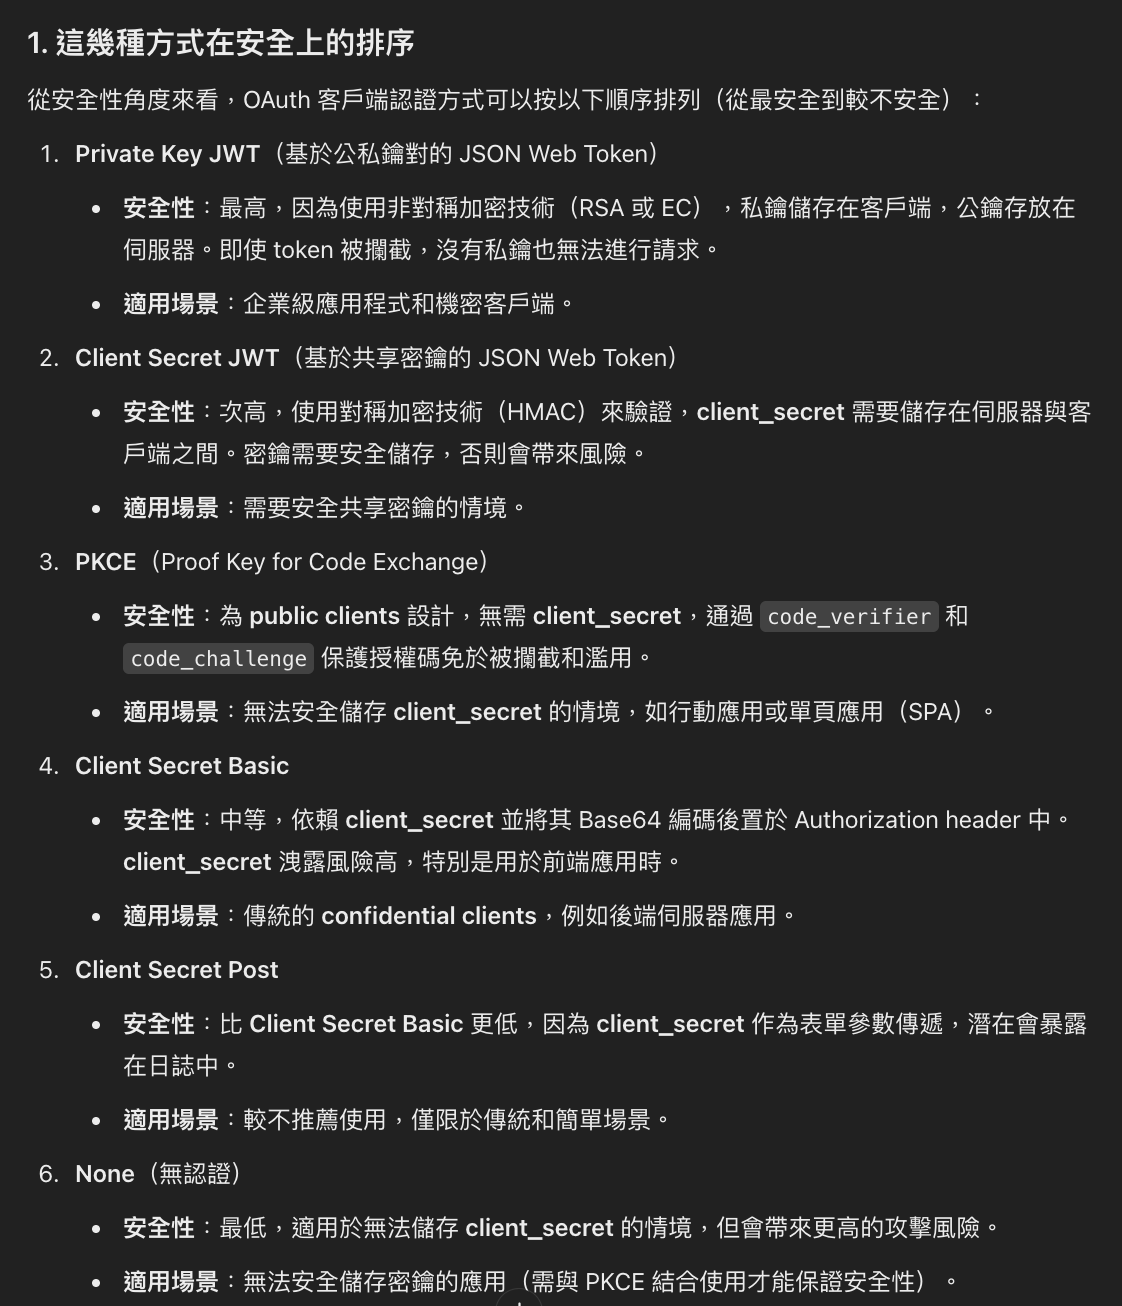 1. 這幾種方式在安全上的排序
從安全性角度來看，OAuth 客戶端認證方式可以按以下順序排列（從最安全到較不安全）：
1. Private Key JWT（基於公私鑰對的 JSON Web Token）
• 安全性：最高，因為使用非對稱加密技術（RSA 或 EC），私鑰儲存在客戶端，公鑰存放在
伺服器。即使 token 被攔截，沒有私鑰也無法進行請求。
• 適用場景：企業級應用程式和機密客戶端。
2. Client Secret JWT（基於共享密鑰的 JSON Web Token）
• 安全性：次高，使用對稱加密技術（HMAC）來驗證，client_secret 需要儲存在伺服器與客
戶端之間。密鑰需要安全儲存，否則會帶來風險。
• 適用場景：需要安全共享密鑰的情境。
3. PKCE（Proof Key for Code Exchange）
• 安全性：為 public clients 設計，無需 client_secret，通過 code_verifier 和
code_challenge 保護授權碼免於被攔截和濫用。
• 適用場景：無法安全儲存 client_secret 的情境，如行動應用或單頁應用（SPA）。
4. Client Secret Basic
• 安全性：中等，依賴 client_secret 並將其 Base64 編碼後置於 Authorization header 中。
client_secret 洩露風險高，特別是用於前端應用時。
• 適用場景：傳統的 confidential clients，例如後端伺服器應用。
5. Client Secret Post
• 安全性：比 Client Secret Basic 更低，因為 client_secret 作為表單參數傳遞，潛在會暴露
在日誌中。
• 適用場景：較不推薦使用，僅限於傳統和簡單場景。
6. None（無認證）
• 安全性：最低，適用於無法儲存 client_secret 的情境，但會帶來更高的攻擊風險。
• 適用場景：無法安全儲存密鑰的應用（需與 PKCE 結合使用才能保證安全性）。